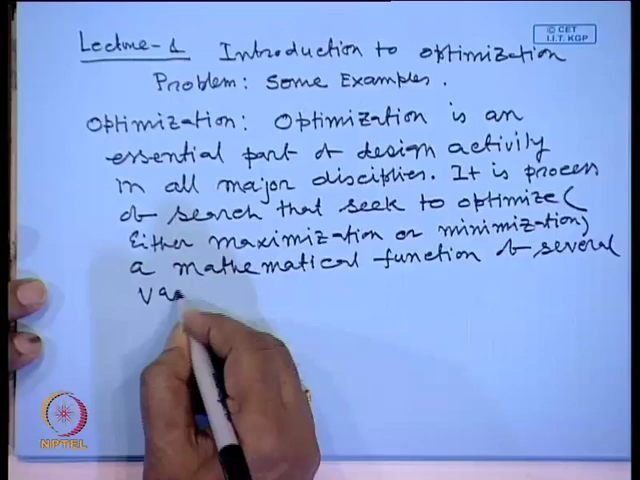 © CET
I.I.T. KGP
Lecture-1 Introduction to optimization
Problem: Some Examples.
Optimization: Optimization is an
essential part of design activity
in all major disciplies. It is process
of search that seek to optimize (
Either maximization or minimization)
a mathematical function of several
va
NPTEL